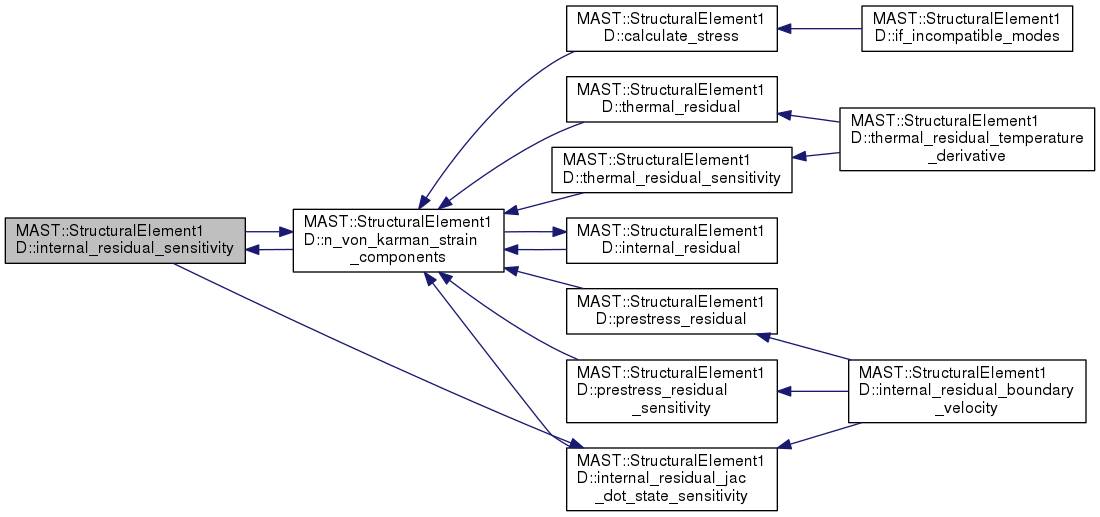 MAST::StructuralElement1
D::internal_residual_sensitivity
MAST::StructuralElement1
D::n_von_karman_strain
_components
MAST::StructuralElement1
D::calculate_stress
MAST::StructuralElement1
D::if_incompatible_modes
MAST::StructuralElement1
D::thermal_residual
MAST::StructuralElement1
D::thermal_residual_sensitivity
MAST::StructuralElement1
D::thermal_residual_temperature
_derivative
MAST::StructuralElement1
D::internal_residual
MAST::StructuralElement1
D::prestress_residual
MAST::StructuralElement1
D::prestress_residual
_sensitivity
MAST::StructuralElement1
D::internal_residual_boundary
_velocity
MAST::StructuralElement1
D::internal_residual_jac
_dot_state_sensitivity